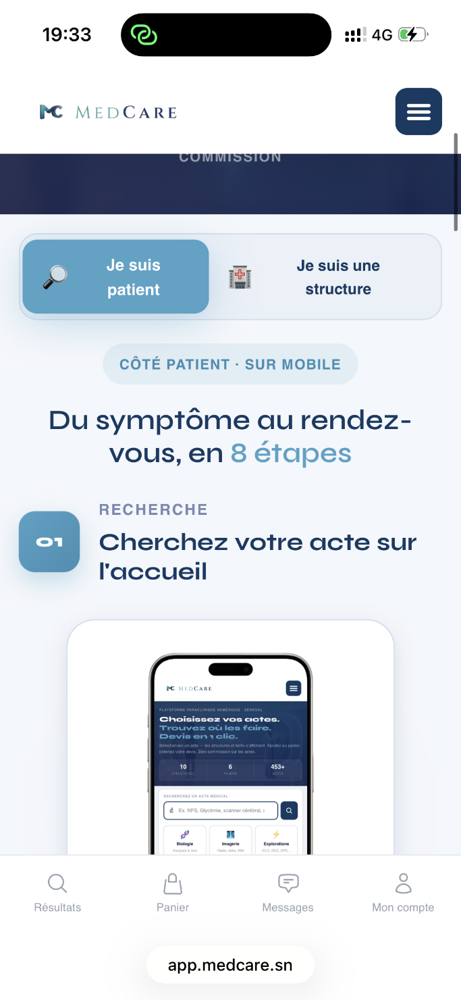 19:33
4G
MC MEDCARE
COMMISSION
Je suis
patient
Je suis une
structure
CÔTÉ PATIENT · SUR MOBILE
Du symptôme au rendez-
vous, en 8 étapes
01
RECHERCHE
Cherchez votre acte sur
l'accueil
MC MEDCARE
PLATEFORME PARACLINIQUE NUMÉRIQUE · SÉNÉGAL
Choisissez vos actes.
Trouvez où les faire.
Devis en 1 clic.
Sélectionnez un acte — les structures et tarifs s'affichent. Ajoutez au panier,
obtenez votre devis. Zéro commission sur les actes.
10 6 453+
STRUCTURES PILIERS ACTES
RECHERCHEZ UN ACTE MÉDICAL
Ex. NFS, Glycémie, scanner cérébral,
Biologie Imagerie Explorations
Radio, écho, IRM ECG, EEG, EFR...
Résultats Panier Messages Mon compte
app.medcare.sn